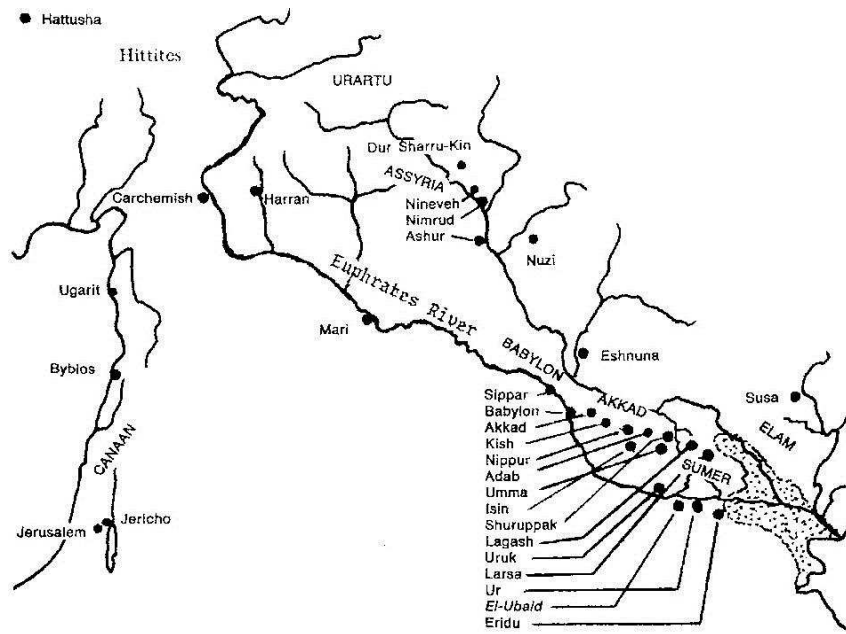 Hattusha
Hittites
URARTU
Dur Sharru-Kin
ASSYRIA
Carchemish
Harran
Nineveh
Nimrud
Ashur
Nuzi
Ugarit
Euphrates River
Mari
BABYLON
Eshnuna
Bybios
Sippar
AKKAD
Susa
Babylon
Akkad
ELAM
Kish
CANAAN
Nippur
Adab
SUMER
Umma
Isin
Shuruppak
Jericho
Jerusalem
Lagash
Uruk
Larsa
Ur
El-Ubaid
Eridu